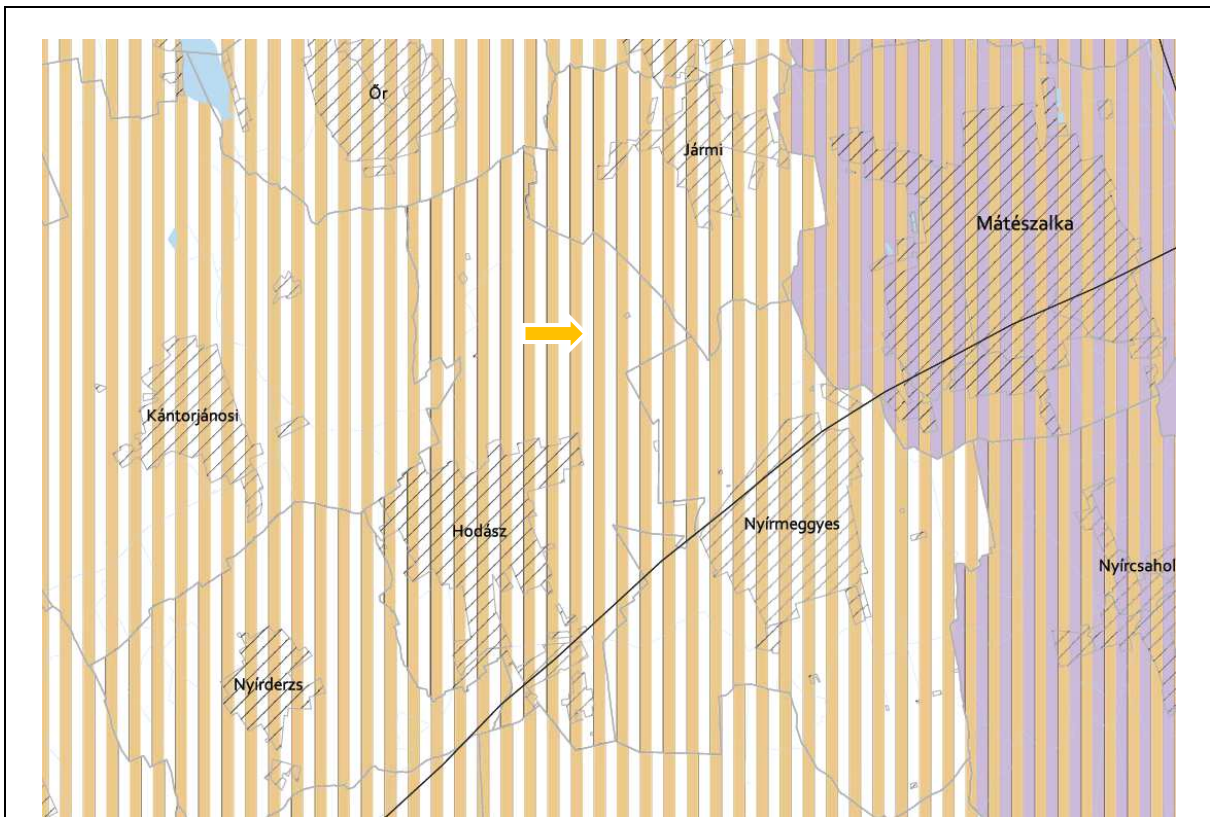 Őr
Jármi
Mátészalka
Kántorjánosi
Hodász
Nyírmeggyes
Nyírcsahol
Nyírderzs